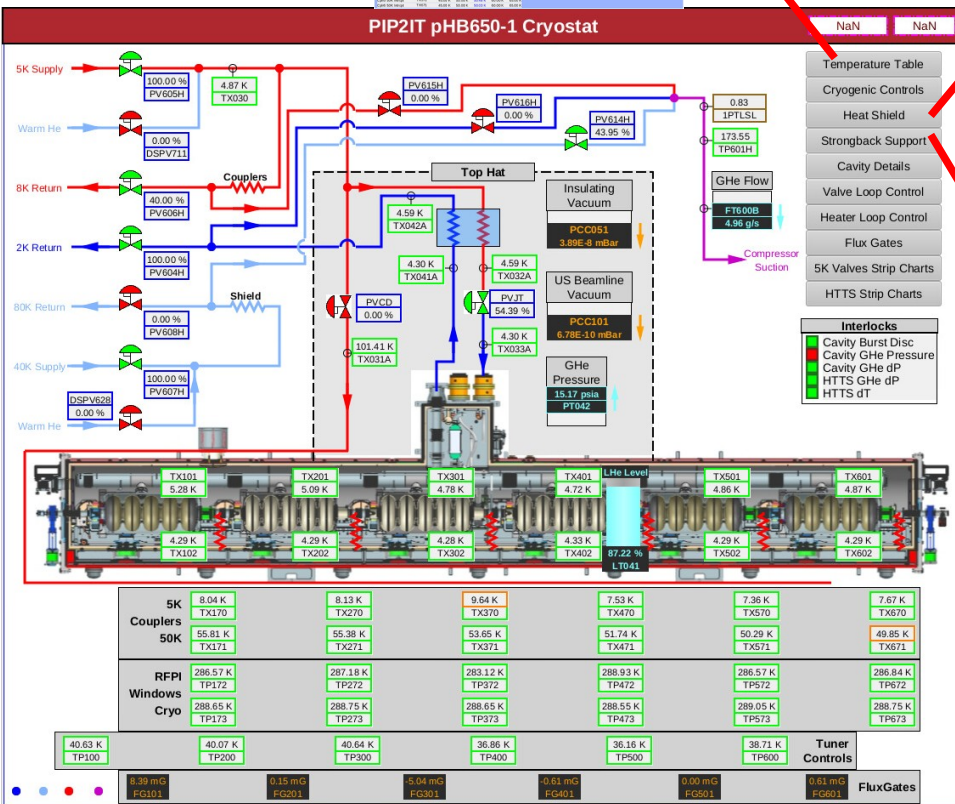 PIP2IT pHB650-1 Cryostat
NaN
NaN
5K Supply
100.00 %
PV605H
4.87 K
TX030
Warm He
0.00 %
DSPV711
8K Return
40.00 %
PV606H
Couplers
2K Return
100.00 %
PV604H
80K Return
0.00 %
PV608H
Shield
40K Supply
100.00 %
PV607H
DSPV628
0.00 %
Warm He
PV615H
0.00 %
PV616H
0.00 %
PV614H
43.95 %
0.83
1PTLSL
173.55
TP601H
GHe Flow
FT600B
4.96 g/s
Compressor
Suction
Top Hat
4.59 K
TX042A
4.30 K
TX041A
4.59 K
TX032A
PVCD
0.00 %
PVJT
54.39 %
101.41 K
TX031A
4.30 K
TX033A
Insulating
Vacuum
PCC051
3.89E-8 mBar
US Beamline
Vacuum
PCC101
6.78E-10 mBar
GHe
Pressure
15.17 psia
PT042
Temperature Table
Cryogenic Controls
Heat Shield
Strongback Support
Cavity Details
Valve Loop Control
Heater Loop Control
Flux Gates
5K Valves Strip Charts
HTTS Strip Charts
Interlocks
Cavity Burst Disc
Cavity GHe Pressure
Cavity GHe dP
HTTS GHe dP
HTTS dT
TX101
5.28 K
TX201
5.09 K
TX301
4.78 K
TX401
4.72 K
LHe Level
TX501
4.86 K
TX601
4.87 K
4.29 K
TX102
4.29 K
TX202
4.28 K
TX302
4.33 K
TX402
87.22 %
LT041
4.29 K
TX502
4.29 K
TX602
5K
Couplers
50K
8.04 K
TX170
8.13 K
TX270
9.64 K
TX370
7.53 K
TX470
7.36 K
TX570
7.67 K
TX670
55.81 K
TX171
55.38 K
TX271
53.65 K
TX371
51.74 K
TX471
50.29 K
TX571
49.85 K
TX671
RFPI
Windows
Cryo
286.57 K
TP172
287.18 K
TP272
283.12 K
TP372
288.93 K
TP472
286.57 K
TP572
286.84 K
TP672
288.65 K
TP173
288.75 K
TP273
288.65 K
TP373
288.55 K
TP473
289.05 K
TP573
288.75 K
TP673
40.63 K
TP100
40.07 K
TP200
40.64 K
TP300
36.86 K
TP400
36.16 K
TP500
38.71 K
TP600
Tuner
Controls
8.39 mG
FG101
0.15 mG
FG201
-5.04 mG
FG301
-0.61 mG
FG401
0.00 mG
FG501
0.61 mG
FG601
FluxGates